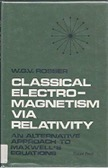 W.G.V. ROSSER
CLASSICAL
ELECTRO-
MAGNETISM
VIA
RELATIVITY
AN ALTERNATIVE
APPROACH TO
MAXWELL'S
EQUATIONS